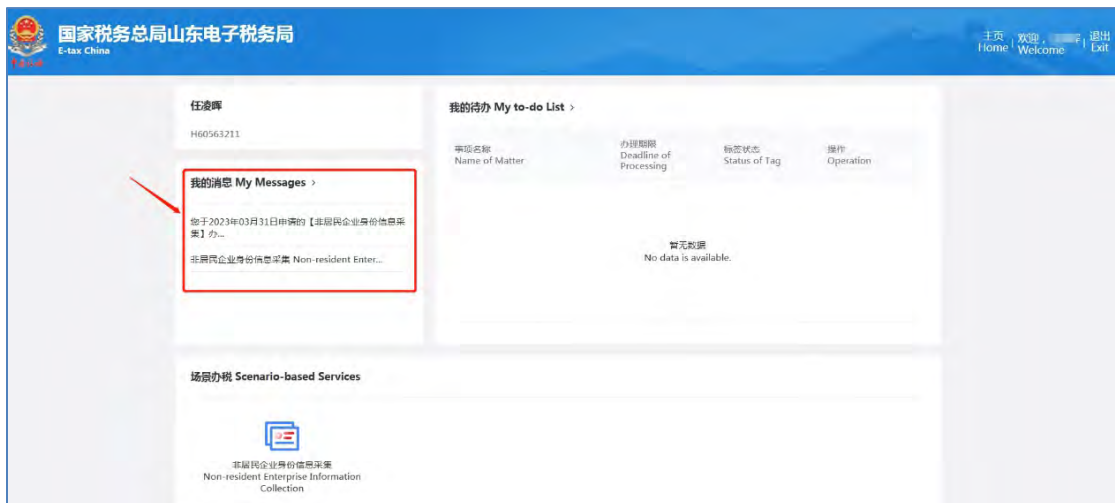 国家税务总局山东电子税务局
E-tax China
主页 欢迎， 退出
Home Welcome Exit
任凌晖
H60563211
我的消息 My Messages >
您于2023年03月31日申请的【非居民企业身份信息采
集】办...
非居民企业身份信息采集 Non-resident Enter...
我的待办 My to-do List >
事项名称
Name of Matter
办理期限
Deadline of
Processing
标签状态
Status of Tag
操作
Operation
暂无数据
No data is available.
场景办税 Scenario-based Services
非居民企业身份信息采集
Non-resident Enterprise Information
Collection